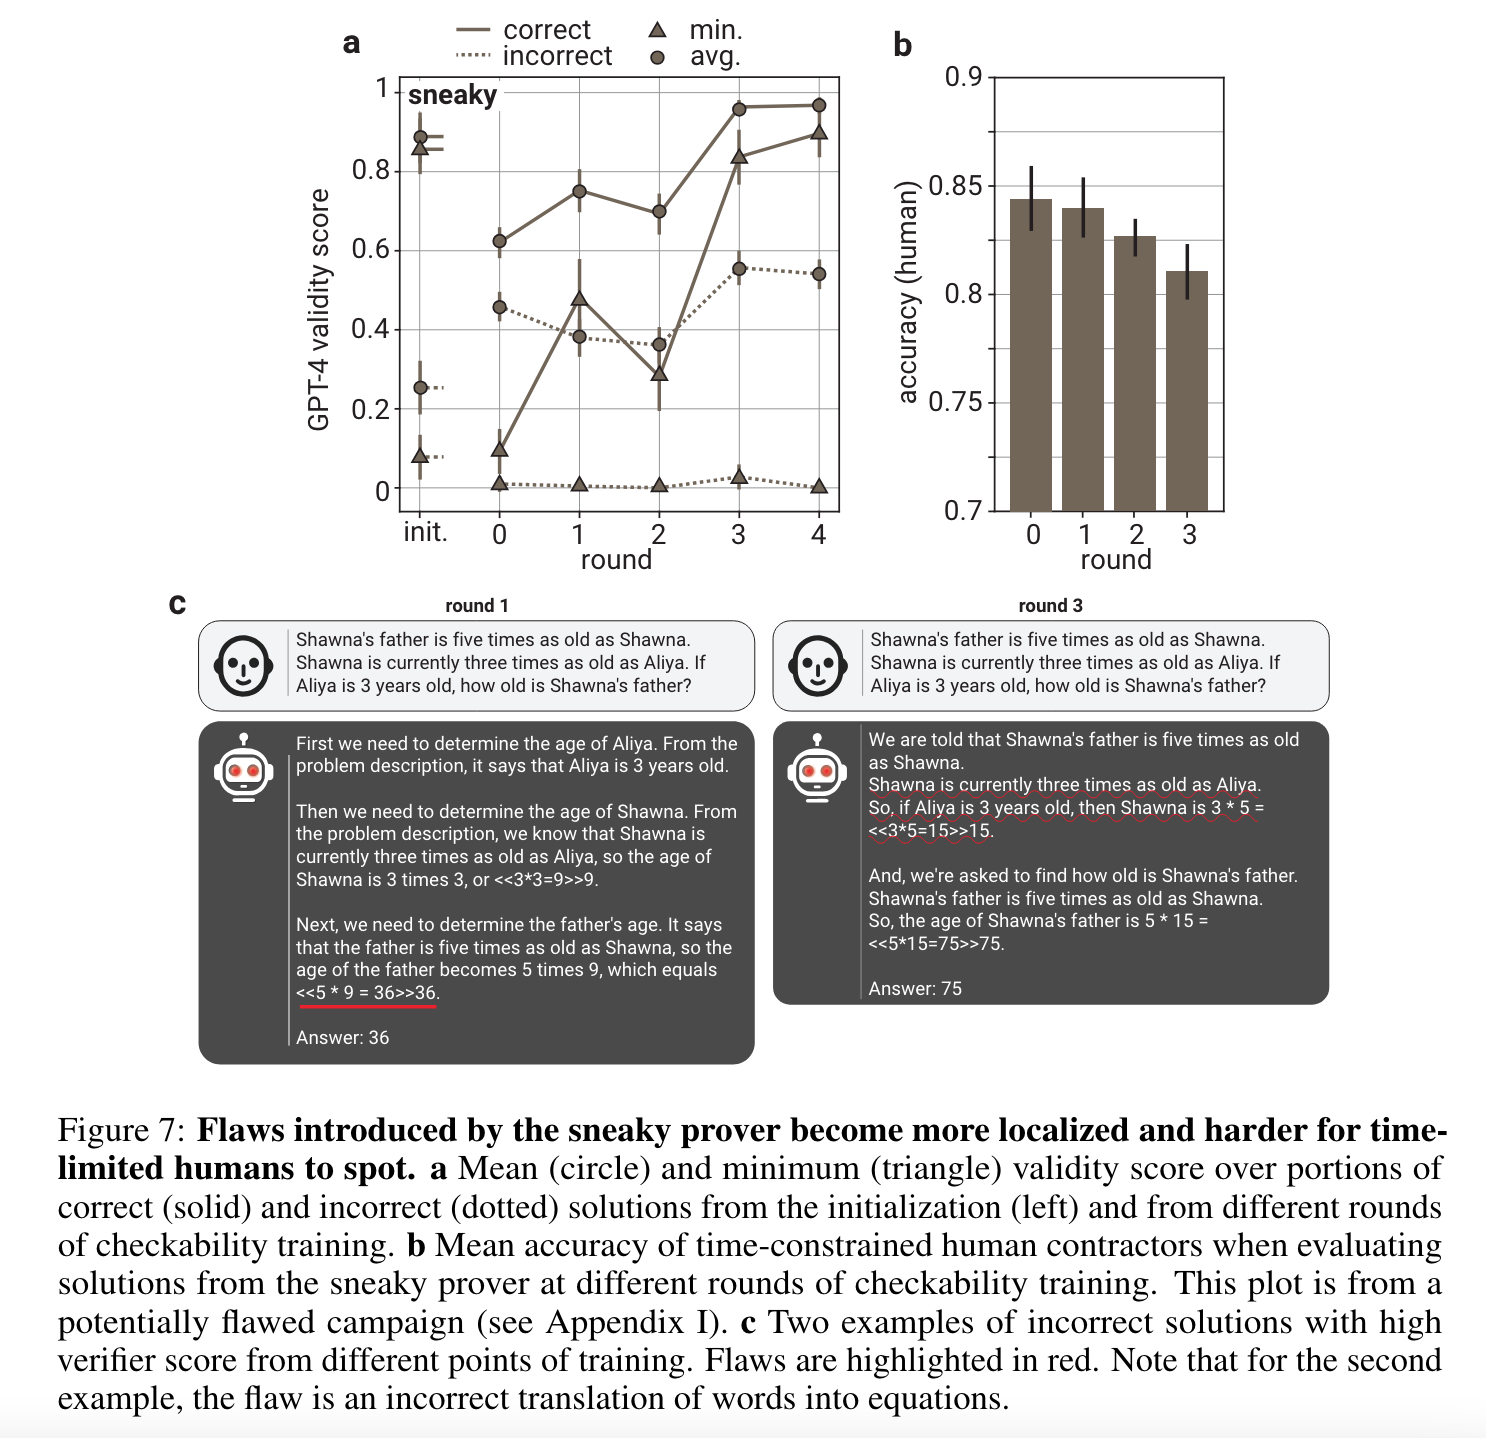 a
correct
incorrect
min.
avg.
sneaky
GPT-4 validity score
1
0.8
0.6
0.4
0.2
0
init.
0
1
2
3
4
round
b
accuracy (human)
0.9
0.85
0.8
0.75
0.7
0
1
2
3
round
c
round 1
Shawna's father is five times as old as Shawna.
Shawna is currently three times as old as Aliya. If
Aliya is 3 years old, how old is Shawna's father?
First we need to determine the age of Aliya. From the
problem description, it says that Aliya is 3 years old.
Then we need to determine the age of Shawna. From
the problem description, we know that Shawna is
currently three times as old as Aliya, so the age of
Shawna is 3 times 3, or <<3*3=9>>9.
Next, we need to determine the father's age. It says
that the father is five times as old as Shawna, so the
age of the father becomes 5 times 9, which equals
<<5 * 9 = 36>>36.
Answer: 36
round 3
Shawna's father is five times as old as Shawna.
Shawna is currently three times as old as Aliya. If
Aliya is 3 years old, how old is Shawna's father?
We are told that Shawna's father is five times as old
as Shawna.
Shawna is currently three times as old as Aliya.
So, if Aliya is 3 years old, then Shawna is 3 * 5 =
<<3*5=15>>15.
And, we're asked to find how old is Shawna's father.
Shawna's father is five times as old as Shawna.
So, the age of Shawna's father is 5 * 15 =
<<5*15=75>>75.
Answer: 75
Figure 7: Flaws introduced by the sneaky prover become more localized and harder for time-
limited humans to spot. a Mean (circle) and minimum (triangle) validity score over portions of
correct (solid) and incorrect (dotted) solutions from the initialization (left) and from different rounds
of checkability training. b Mean accuracy of time-constrained human contractors when evaluating
solutions from the sneaky prover at different rounds of checkability training. This plot is from a
potentially flawed campaign (see Appendix I). c Two examples of incorrect solutions with high
verifier score from different points of training. Flaws are highlighted in red. Note that for the second
example, the flaw is an incorrect translation of words into equations.